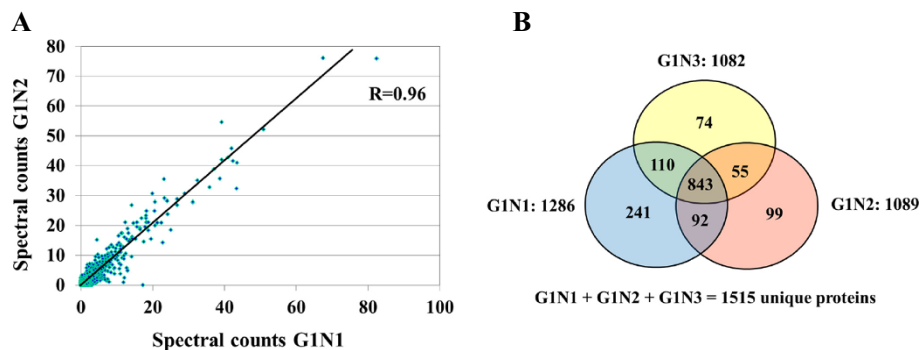 A
Spectral counts G1N2
80
70
60
50
40
30
20
10
0
R=0.96
0 20 40 60 80 100
Spectral counts G1N1
B
G1N3: 1082
74
110
843
55
G1N1: 1286
241
92
99
G1N2: 1089
G1N1 + G1N2 + G1N3 = 1515 unique proteins